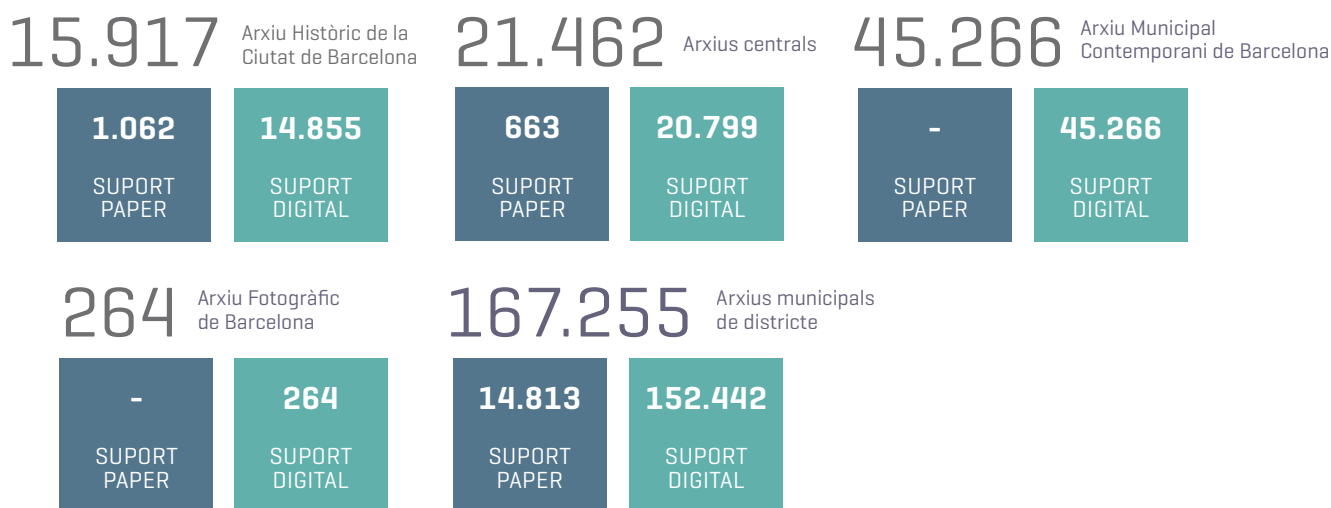 15.917
Arxiu Històric de la
Ciutat de Barcelona
1.062
SUPORT
PAPER
14.855
SUPORT
DIGITAL
21.462
Arxius centrals
663
SUPORT
PAPER
20.799
SUPORT
DIGITAL
45.266
Arxiu Municipal
Contemporani de Barcelona
-
SUPORT
PAPER
45.266
SUPORT
DIGITAL
264
Arxiu Fotogràfic
de Barcelona
-
SUPORT
PAPER
264
SUPORT
DIGITAL
167.255
Arxius municipals
de districte
14.813
SUPORT
PAPER
152.442
SUPORT
DIGITAL